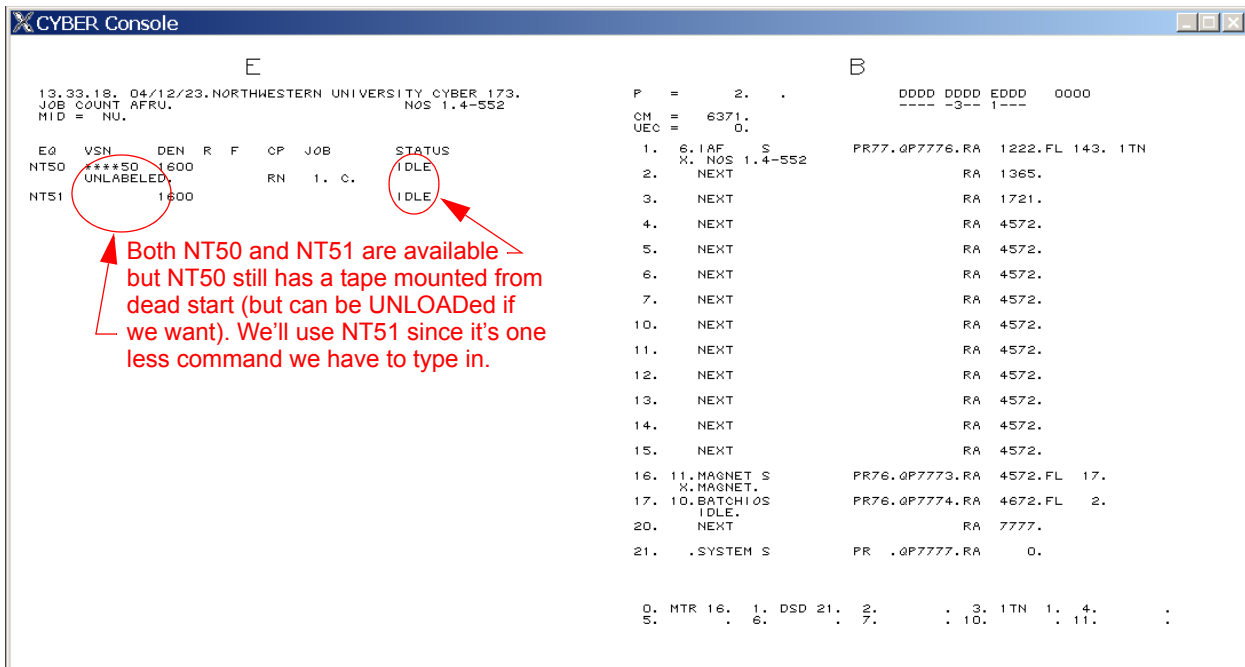 CYBER Console
E
13.33.18. 04/12/23.NORTHWESTERN UNIVERSITY CYBER 173.
JOB COUNT AFRU. NOS 1.4-552
MID = NU.
EQ VSN DEN R F CP JOB STATUS
NT50 ****50 1600 IDLE
UNLABELED. RN 1. C.
NT51 1600 IDLE
Both NT50 and NT51 are available
but NT50 still has a tape mounted from
dead start (but can be UNLOADed if
we want). We'll use NT51 since it's one
less command we have to type in.
B
P = 2. . DDDD DDDD EDDD 0000
---- -3-- 1---
CM = 6371.
UEC = 0.
1. 6.IAF S PR77.QP7776.RA 1222.FL 143. 1TN
X. NOS 1.4-552
2. NEXT RA 1365.
3. NEXT RA 1721.
4. NEXT RA 4572.
5. NEXT RA 4572.
6. NEXT RA 4572.
7. NEXT RA 4572.
10. NEXT RA 4572.
11. NEXT RA 4572.
12. NEXT RA 4572.
13. NEXT RA 4572.
14. NEXT RA 4572.
15. NEXT RA 4572.
16. 11.MAGNET S PR76.QP7773.RA 4572.FL 17.
X.MAGNET.
17. 10.BATCHIOS PR76.QP7774.RA 4672.FL 2.
IDLE.
20. NEXT RA 7777.
21. .SYSTEM S PR .QP7777.RA 0.
0. MTR 16. 1. DSD 21. 2. . 3. 1TN 1. 4. .
5. . 6. . 7. . 10. . 11. .